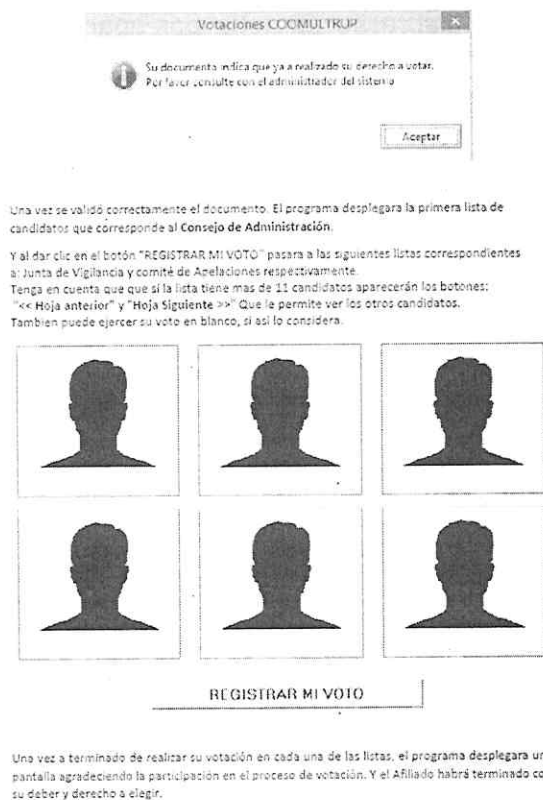 Votaciones COOMULTRUP
Su documento indica que ya a realizado su derecho a votar.
Por favor consulte con el administrador del sistema
Aceptar
Una vez se validó correctamente el documento. El programa desplegara la primera lista de
candidatos que corresponde al Consejo de Administración.
Y al dar clic en el botón "REGISTRAR MI VOTO" pasara a las siguientes listas correspondientes
a: Junta de Vigilancia y comité de Apelaciones respectivamente.
Tenga en cuenta que que si la lista tiene mas de 11 candidatos aparecerán los botones:
"<< Hoja anterior" y "Hoja Siguiente >>" Que le permite ver los otros candidatos.
Tambien puede ejercer su voto en blanco, si asi lo considera.
REGISTRAR MI VOTO
Una vez a terminado de realizar su votación en cada una de las listas, el programa desplegara un
pantalla agradeciendo la participación en el proceso de votación. Y el Afiliado habrá terminado co
su deber y derecho a elegir.